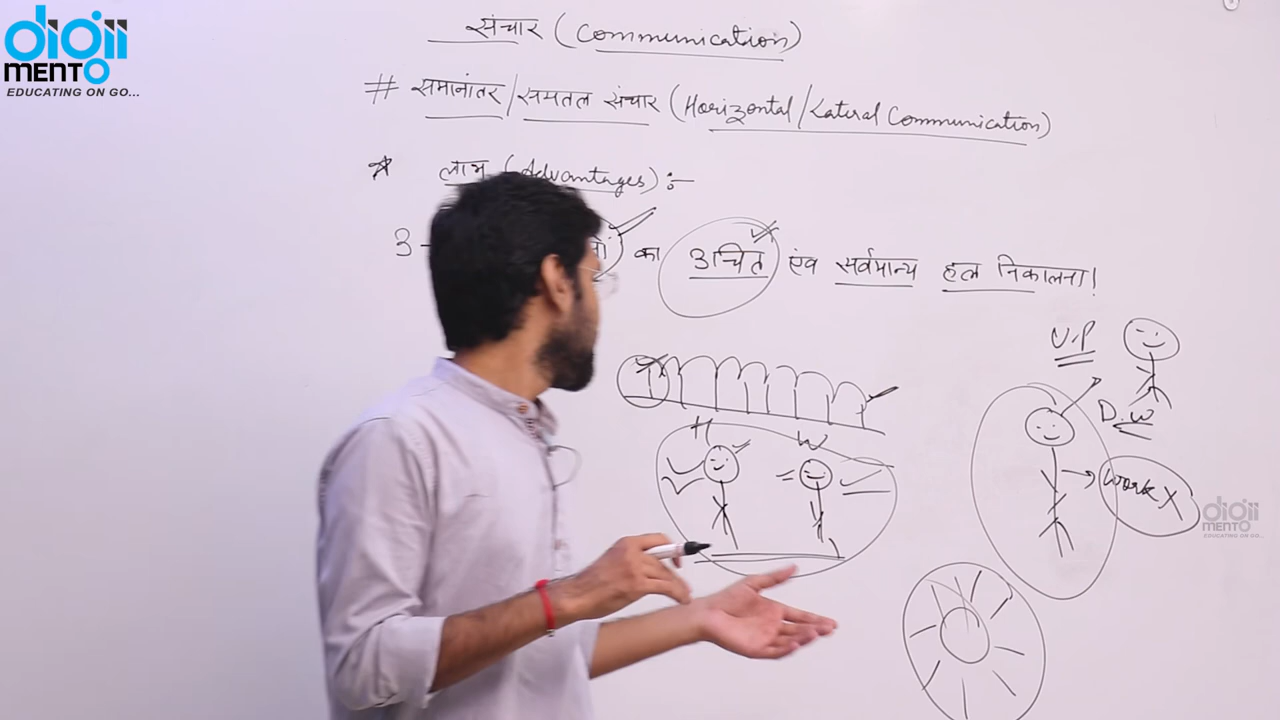 digii
MENTO
EDUCATING ON GO...
संचार (Communication)
# समानांतर/समतल संचार (Horizontal/Lateral Communication)
* लाभ (Advantages) :-
3- का उचित एंव सर्वमान्य हल निकालना!
U.P
D.W
H W
Work X
digii
MENTO
EDUCATING ON GO...